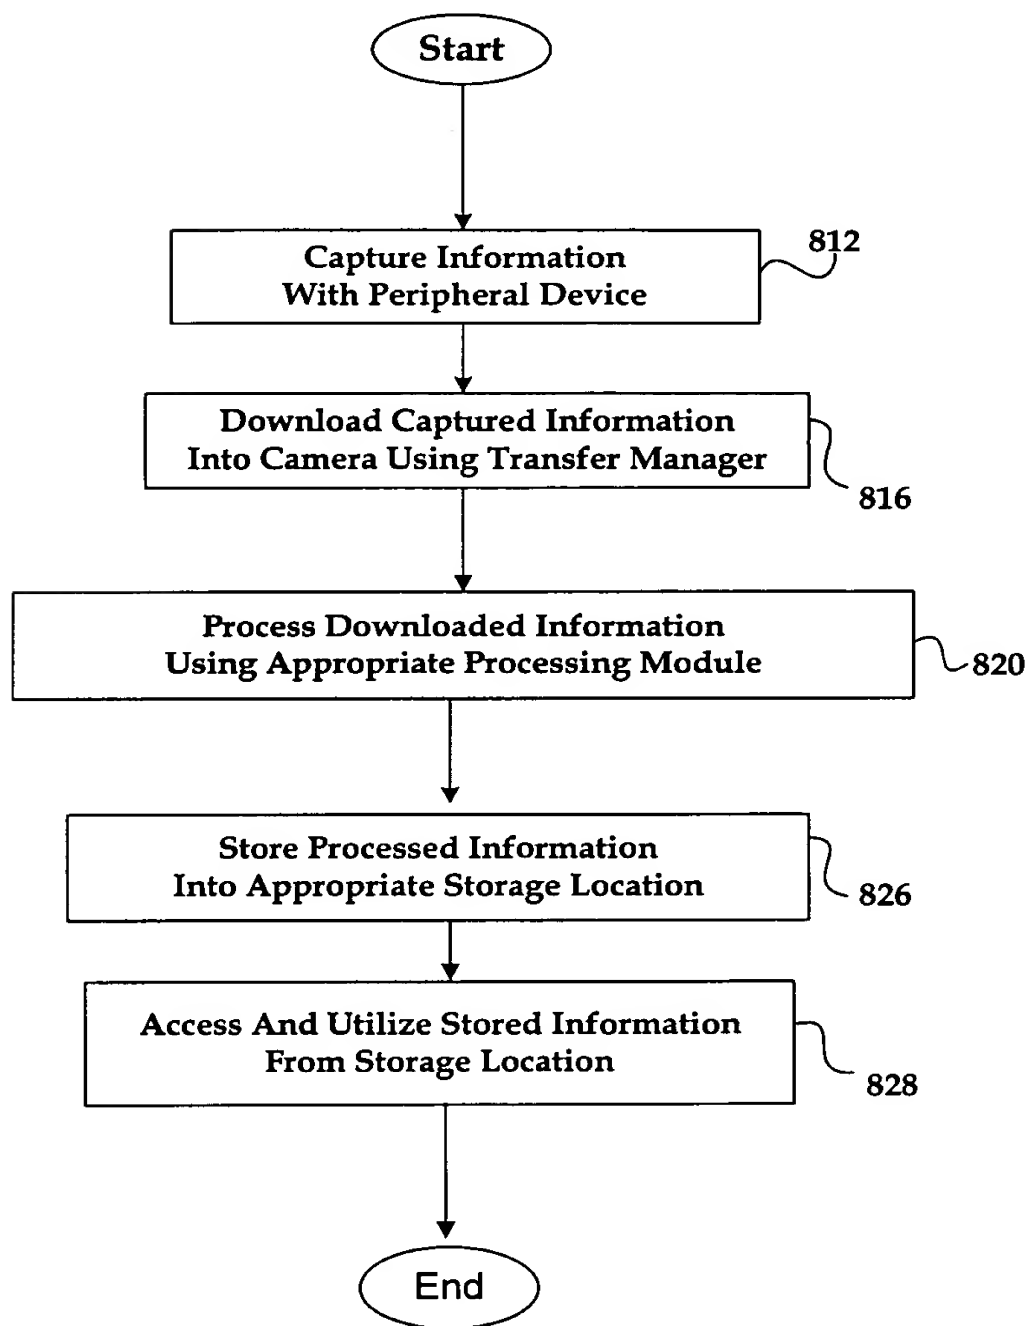 Start
Capture Information
With Peripheral Device
812
Download Captured Information
Into Camera Using Transfer Manager
816
Process Downloaded Information
Using Appropriate Processing Module
820
Store Processed Information
Into Appropriate Storage Location
826
Access And Utilize Stored Information
From Storage Location
828
End